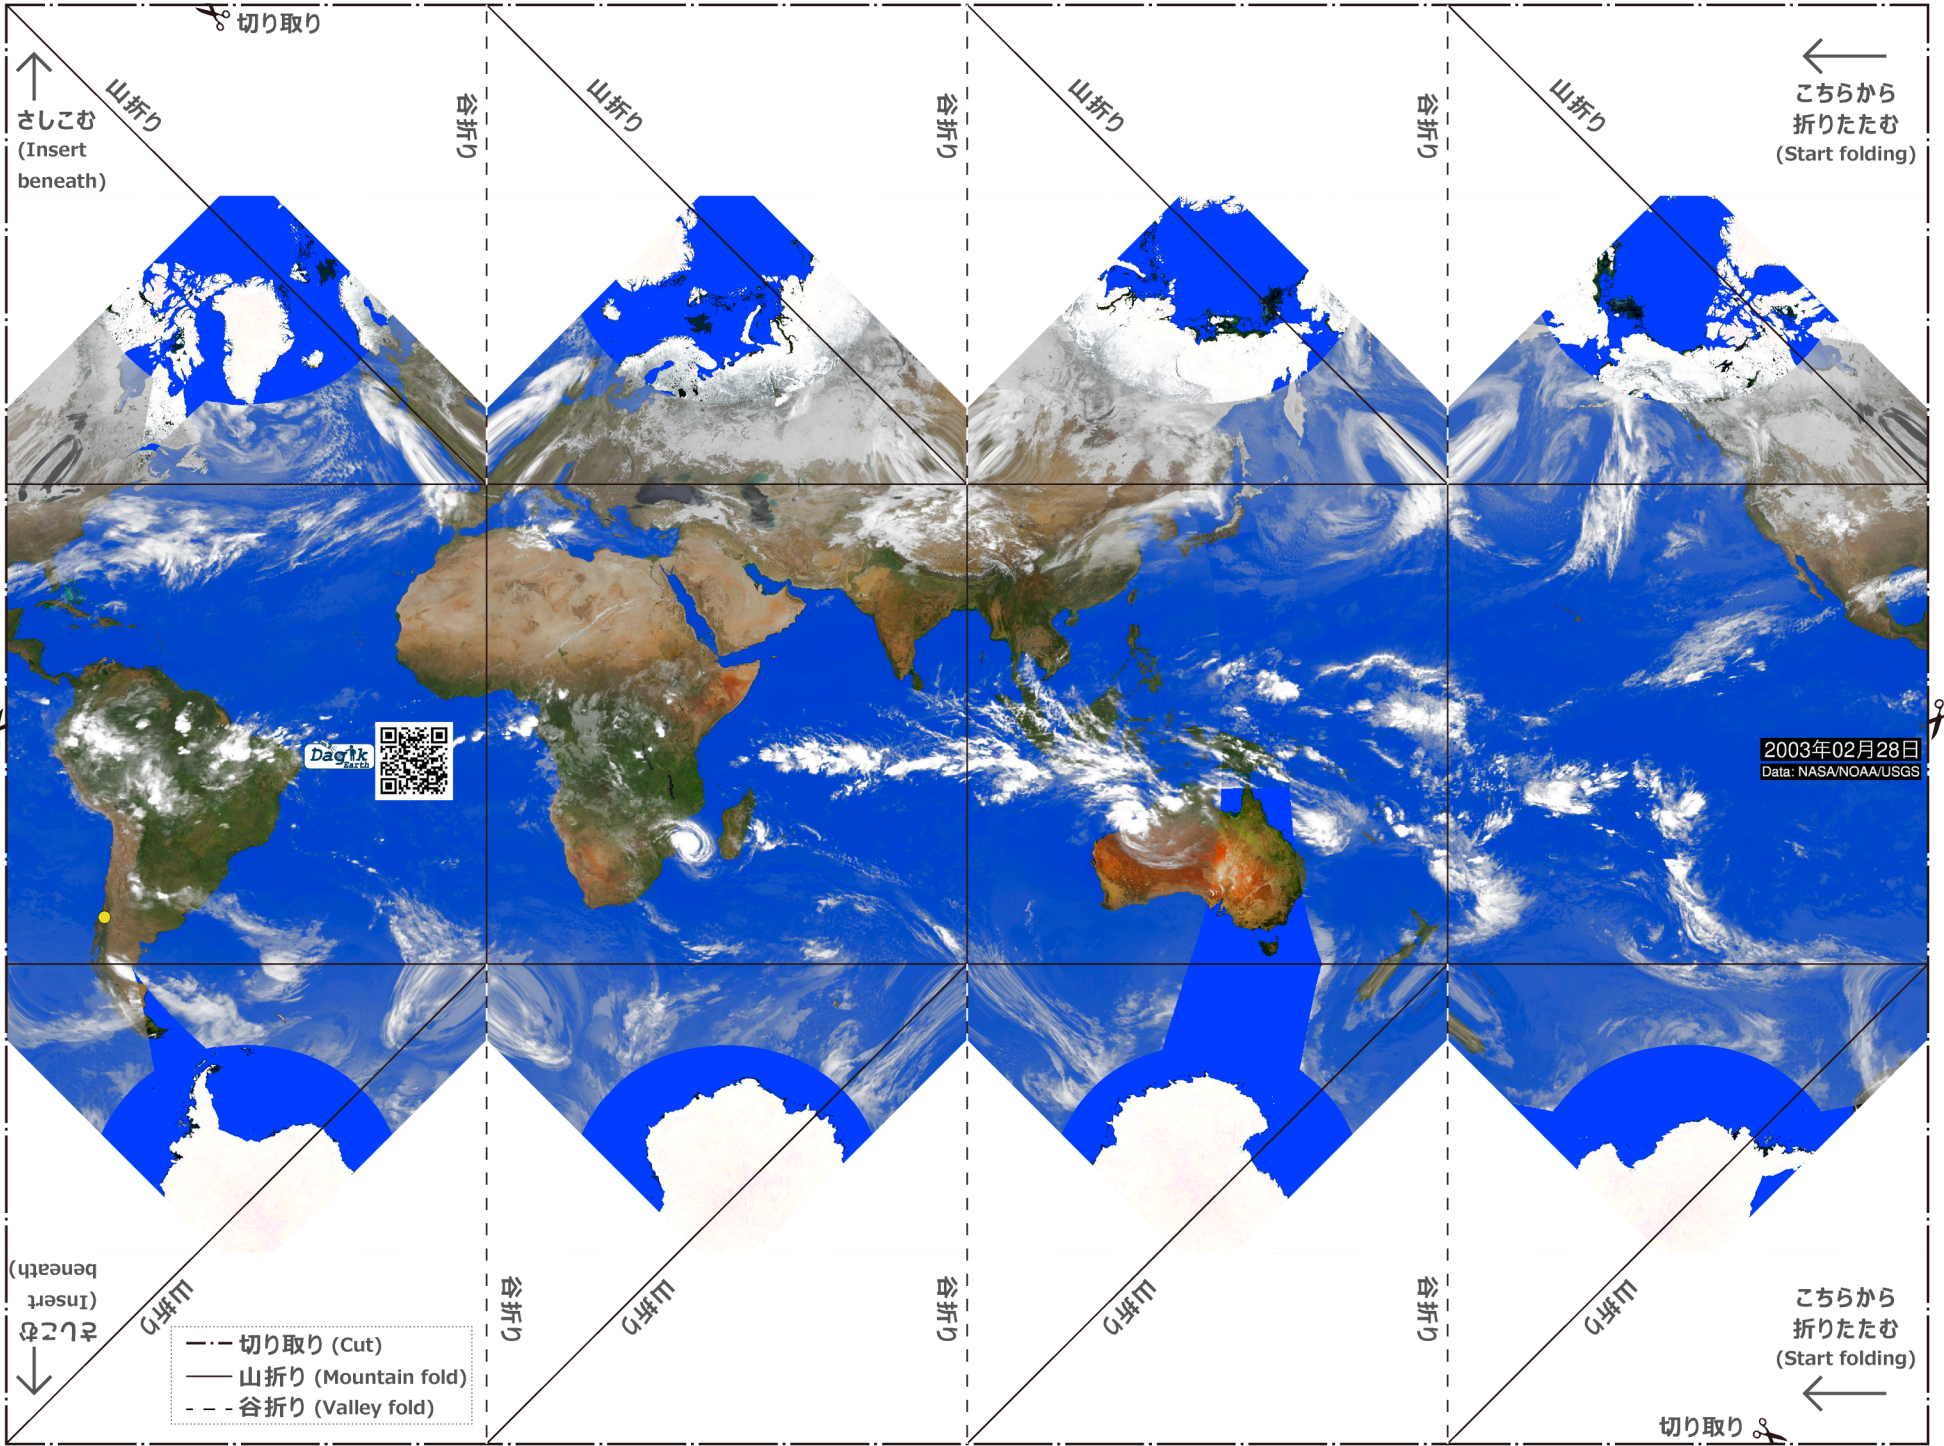 切り取り
山折り
谷折り
山折り
谷折り
山折り
谷折り
山折り
こちらから
折りたたむ
(Start folding)
さしこむ
(Insert
beneath)
Dagik
Earth
2003年02月28日
Data: NASA/NOAA/USGS
さしこむ
(Insert
beneath)
山折り
谷折り
山折り
谷折り
山折り
谷折り
山折り
こちらから
折りたたむ
(Start folding)
切り取り (Cut)
山折り (Mountain fold)
谷折り (Valley fold)
切り取り